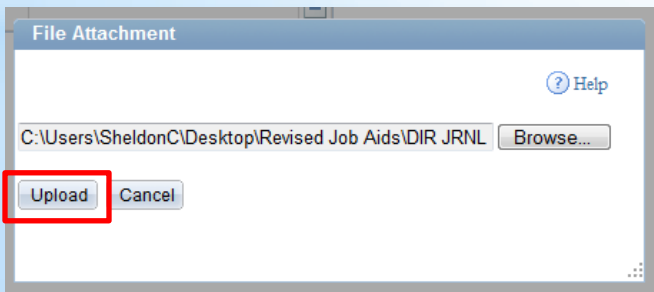 File Attachment
? Help
C:\Users\SheldonC\Desktop\Revised Job Aids\DIR JRNL Browse...
Upload Cancel